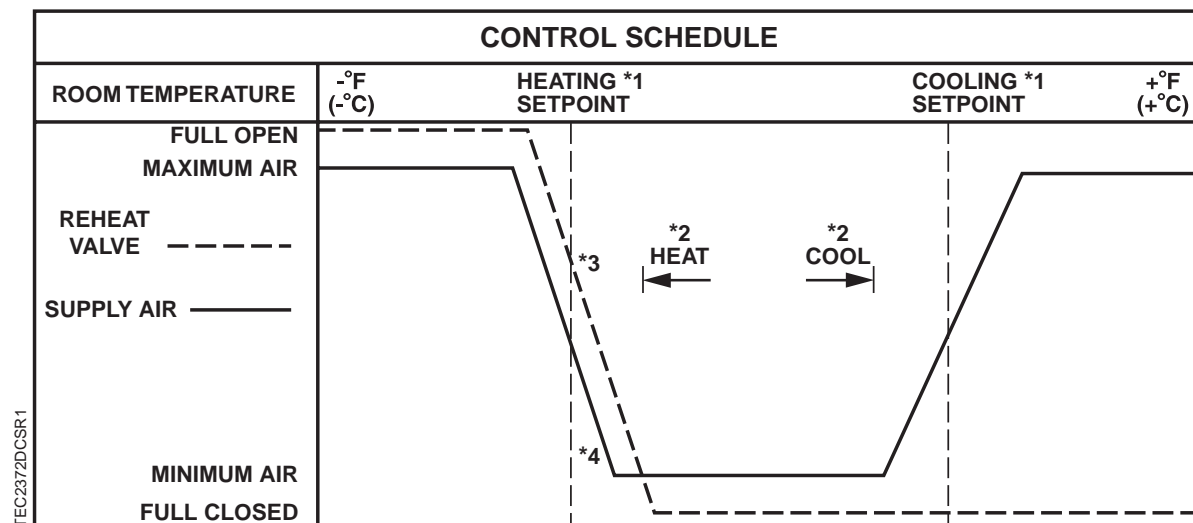 CONTROL SCHEDULE
ROOM TEMPERATURE
-°F
(-°C)
HEATING *1
SETPOINT
COOLING *1
SETPOINT
+°F
(+°C)
FULL OPEN
MAXIMUM AIR
REHEAT
VALVE
*2
HEAT
*2
COOL
*3
SUPPLY AIR
*4
MINIMUM AIR
FULL CLOSED
TEC2372DCSR1